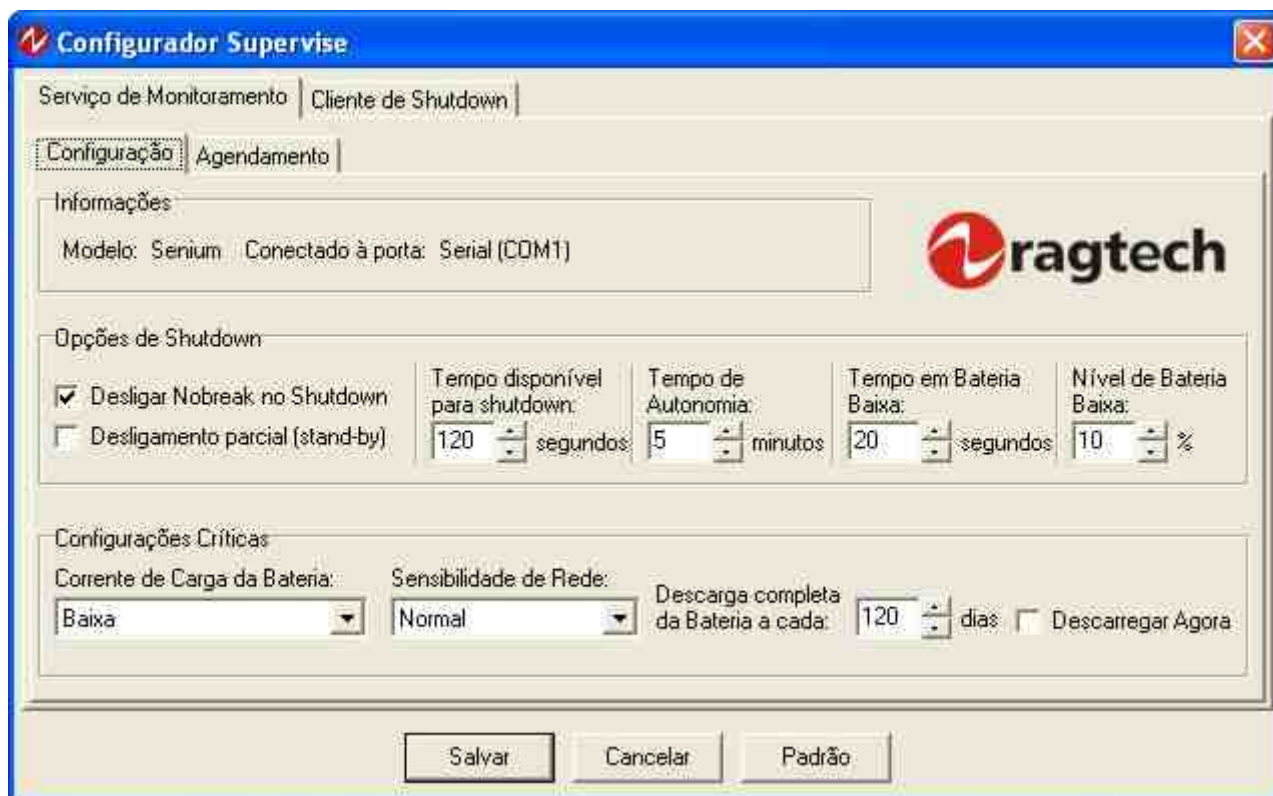 Configurador Supervise
Serviço de Monitoramento Cliente de Shutdown
Configuração Agendamento
Informações
Modelo: Senium Conectado à porta: Serial (COM1)
ragtech
Opções de Shutdown
Desligar Nobreak no Shutdown
Desligamento parcial (stand-by)
Tempo disponível
para shutdown:
120 segundos
Tempo de
Autonomia:
5 minutos
Tempo em Bateria
Baixa:
20 segundos
Nível de Bateria
Baixa:
10 %
Configurações Críticas
Corrente de Carga da Bateria:
Baixa
Sensibilidade de Rede:
Normal
Descarga completa
da Bateria a cada:
120 dias
Descarregar Agora
Salvar Cancelar Padrão